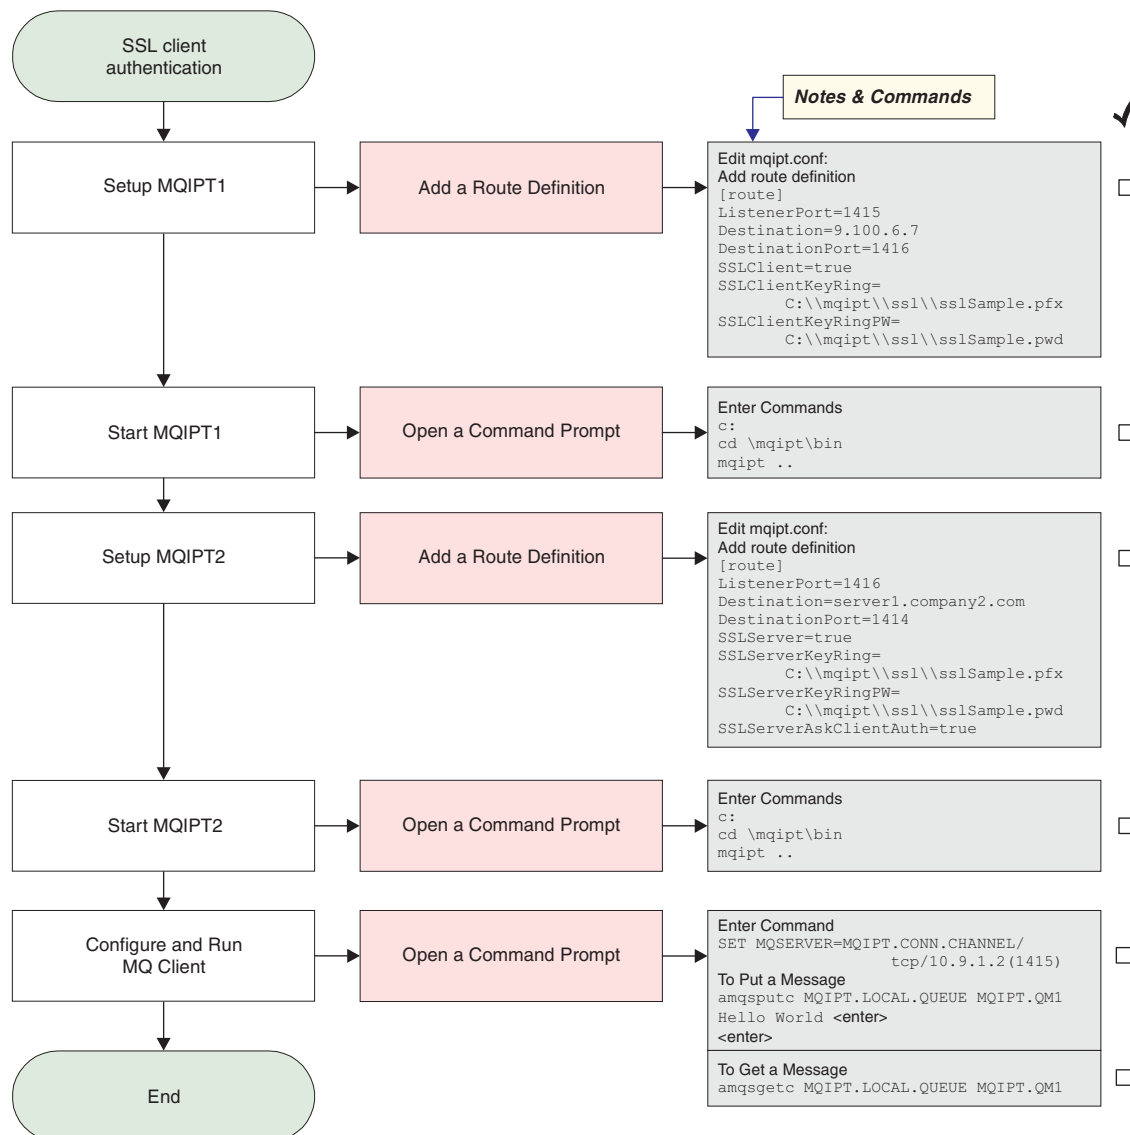 SSL client
authentication
Notes & Commands
Setup MQIPT1
Add a Route Definition
Edit mqipt.conf:
Add route definition
[route]
ListenerPort=1415
Destination=9.100.6.7
DestinationPort=1416
SSLClient=true
SSLClientKeyRing=
C:\\mqipt\\ssl\\sslSample.pfx
SSLClientKeyRingPW=
C:\\mqipt\\ssl\\sslSample.pwd
Start MQIPT1
Open a Command Prompt
Enter Commands
c:
cd \mqipt\bin
mqipt ..
Setup MQIPT2
Add a Route Definition
Edit mqipt.conf:
Add route definition
[route]
ListenerPort=1416
Destination=server1.company2.com
DestinationPort=1414
SSLServer=true
SSLServerKeyRing=
C:\\mqipt\\ssl\\sslSample.pfx
SSLServerKeyRingPW=
C:\\mqipt\\ssl\\sslSample.pwd
SSLServerAskClientAuth=true
Start MQIPT2
Open a Command Prompt
Enter Commands
c:
cd \mqipt\bin
mqipt ..
Configure and Run
MQ Client
Open a Command Prompt
Enter Command
SET MQSERVER=MQIPT.CONN.CHANNEL/
tcp/10.9.1.2(1415)
To Put a Message
amqsputc MQIPT.LOCAL.QUEUE MQIPT.QM1
Hello World <enter>
<enter>
To Get a Message
amqsgetc MQIPT.LOCAL.QUEUE MQIPT.QM1
End